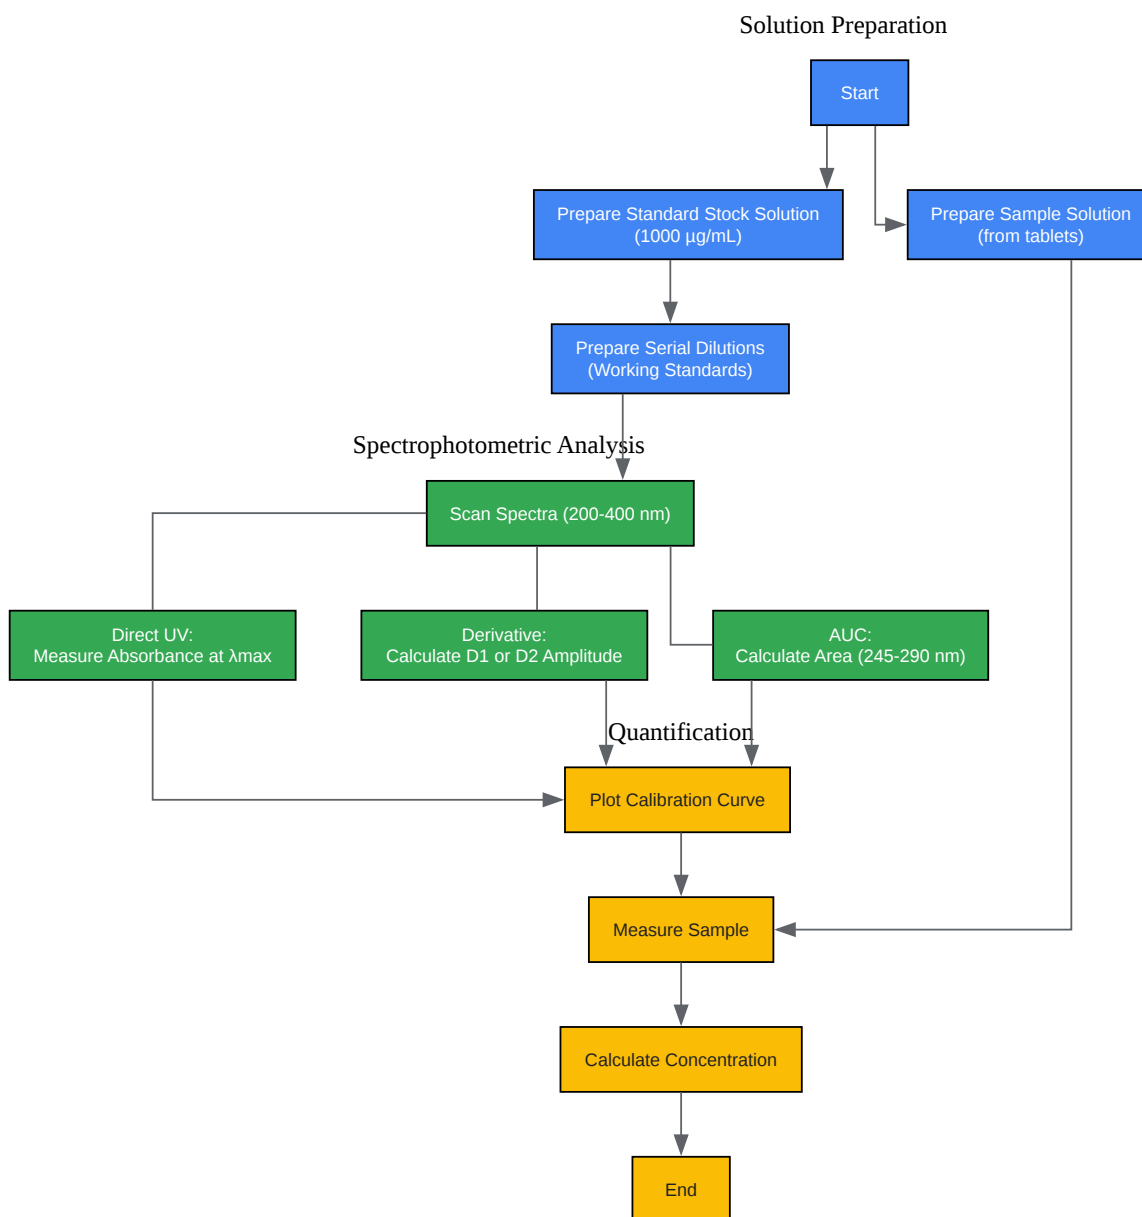 Solution Preparation
Start
Prepare Standard Stock Solution
(1000 µg/mL)
Prepare Sample Solution
(from tablets)
Prepare Serial Dilutions
(Working Standards)
Spectrophotometric Analysis
Scan Spectra (200-400 nm)
Direct UV:
Measure Absorbance at λmax
Derivative:
Calculate D1 or D2 Amplitude
AUC:
Calculate Area (245-290 nm)
Quantification
Plot Calibration Curve
Measure Sample
Calculate Concentration
End